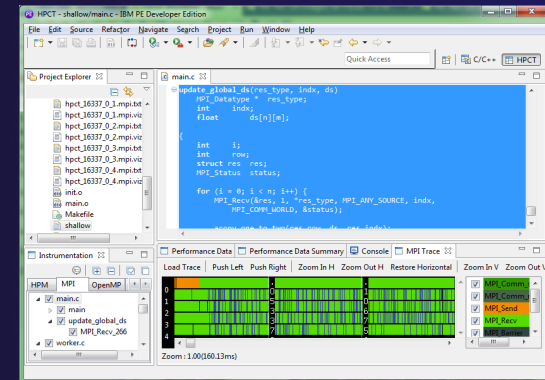 HPCT - shallow/main.c - IBM PE Developer Edition
File Edit Source Refactor Navigate Search Project Run Window Help
Quick Access
C/C++ HPCT
Project Explorer
hpct_16337_0_1.mpi.txt
hpct_16337_0_1.mpi.viz
hpct_16337_0_2.mpi.txt
hpct_16337_0_2.mpi.viz
hpct_16337_0_3.mpi.txt
hpct_16337_0_3.mpi.viz
hpct_16337_0_4.mpi.txt
hpct_16337_0_4.mpi.viz
init.o
main.o
Makefile
shallow
main.c
update_global_ds(res_type, indx, ds)
MPI_Datatype * res_type;
int indx;
float ds[n][m];
{
int i;
int row;
struct res res;
MPI_Status status;
for (i = 0; i < n; i++) {
MPI_Recv(&res, 1, *res_type, MPI_ANY_SOURCE, indx,
MPI_COMM_WORLD, &status);
Instrumentation
HPM MPI OpenMP
main.c
main
update_global_ds
MPI_Recv_266
worker.c
Performance Data Performance Data Summary Console MPI Trace
Load Trace Push Left Push Right Zoom In H Zoom Out H Restore Horizontal Zoom In V Zoom Out V
0
1
2
3
4
MPI_Comm_
MPI_Comm_
MPI_Send
MPI_Recv
MPI_Barrier
Zoom : 1.00(160.13ms)